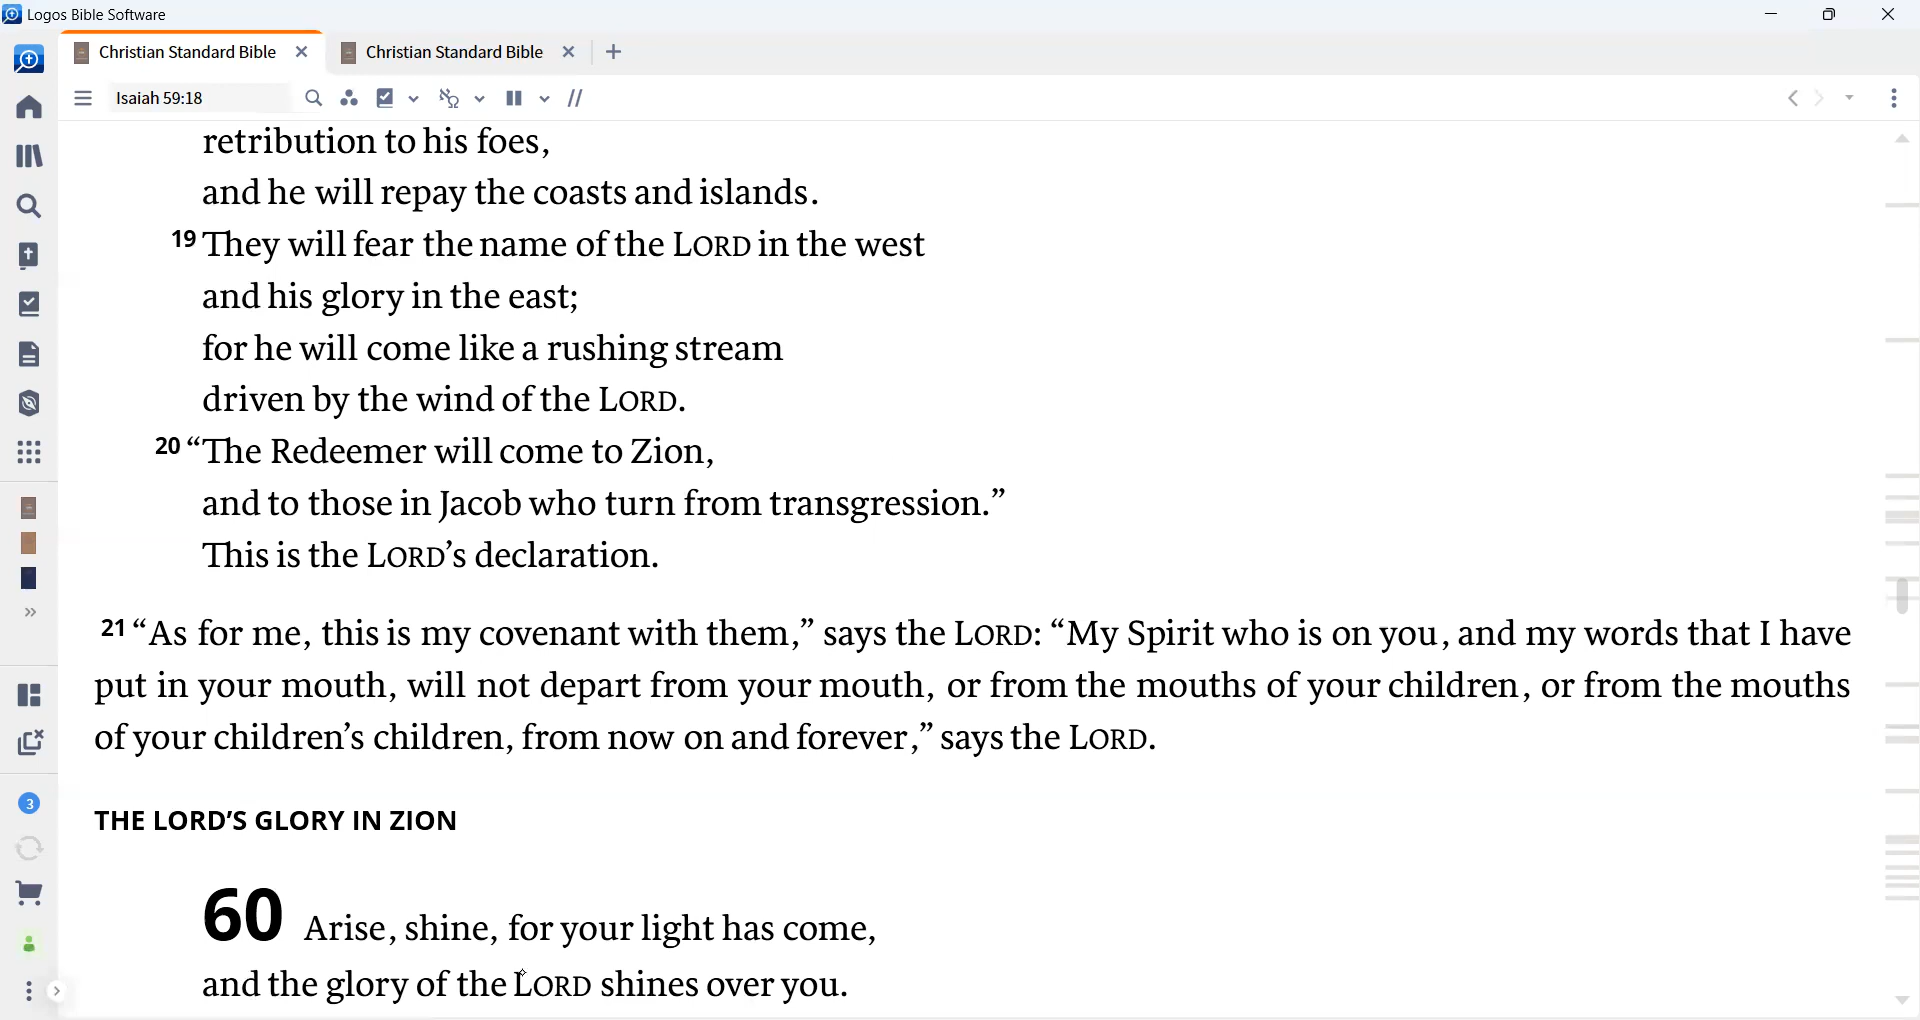 Logos Bible Software
Christian Standard Bible
Christian Standard Bible
Isaiah 59:18
retribution to his foes,
and he will repay the coasts and islands.
19 They will fear the name of the LORD in the west
and his glory in the east;
for he will come like a rushing stream
driven by the wind of the LORD.
20 “The Redeemer will come to Zion,
and to those in Jacob who turn from transgression.”
This is the LORD’s declaration.
21 “As for me, this is my covenant with them,” says the LORD: “My Spirit who is on you, and my words that I have
put in your mouth, will not depart from your mouth, or from the mouths of your children, or from the mouths
of your children’s children, from now on and forever,” says the LORD.
3
THE LORD’S GLORY IN ZION
60 Arise, shine, for your light has come,
and the glory of the LORD shines over you.